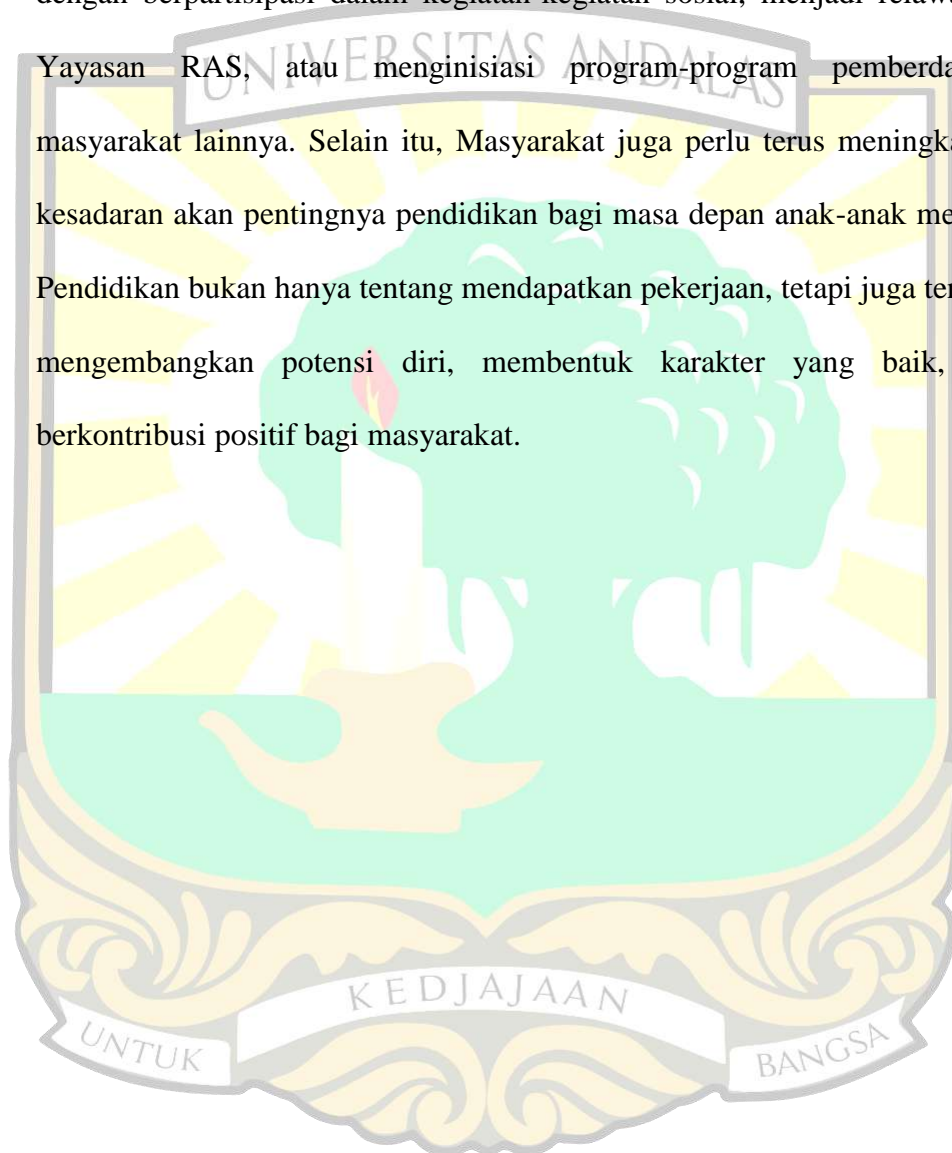 dengan berpartisipasi dalam kegiatan-kegiatan sosial, menjadi relaw
UNIVERSITAS ANDALAS
Yayasan RAS, atau menginisiasi program-program pemberda
masyarakat lainnya. Selain itu, Masyarakat juga perlu terus meningka
kesadaran akan pentingnya pendidikan bagi masa depan anak-anak me
Pendidikan bukan hanya tentang mendapatkan pekerjaan, tetapi juga te
mengembangkan potensi diri, membentuk karakter yang baik,
berkontribusi positif bagi masyarakat.
UNTUK KEDJAJAAN BANGSA